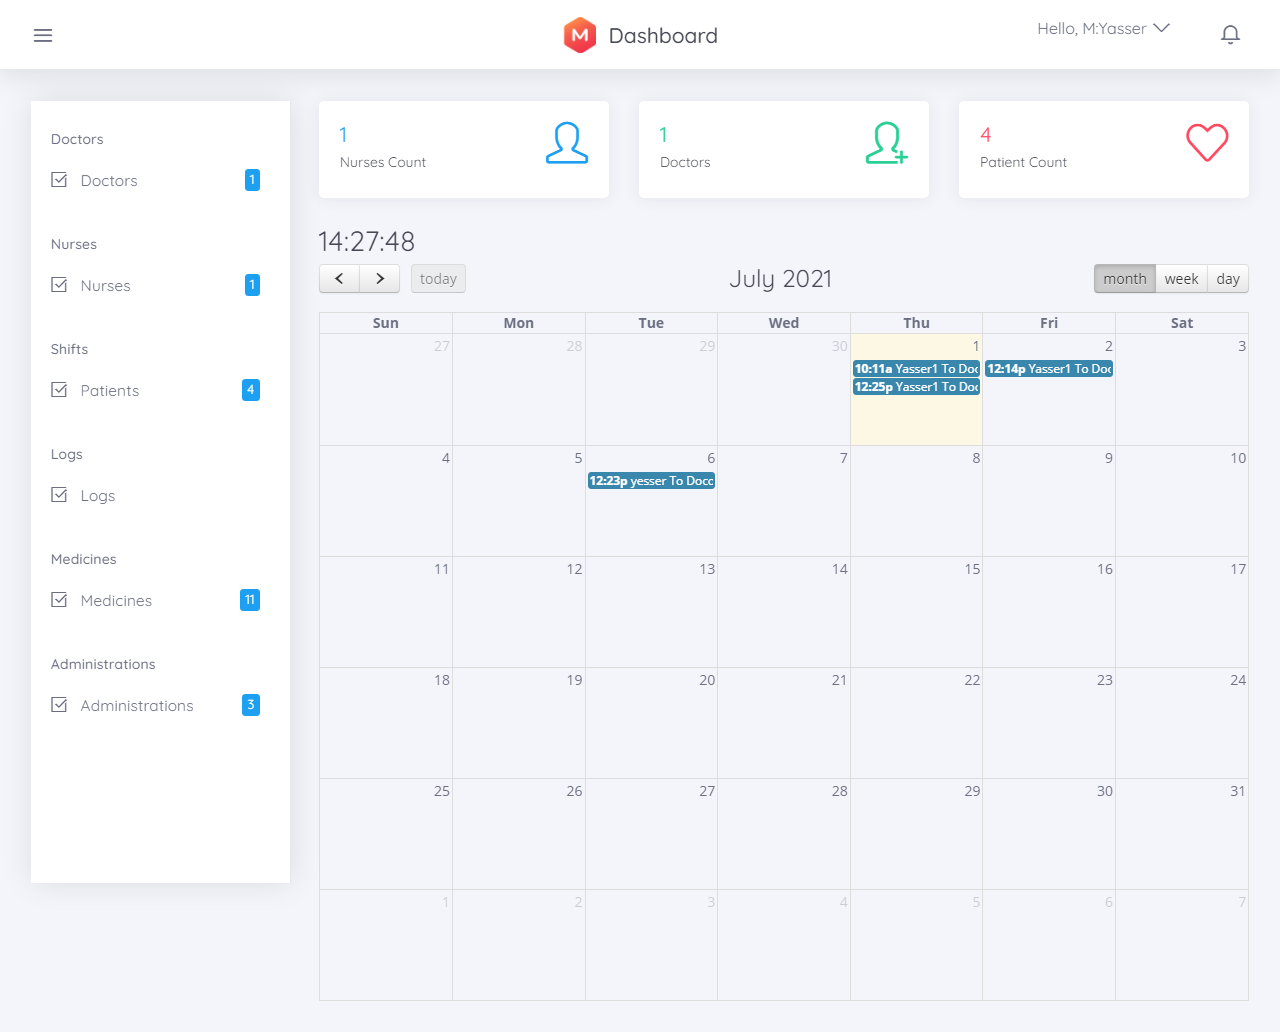 M Dashboard
Hello, M:Yasser
Doctors
Doctors 1
Nurses
Nurses 1
Shifts
Patients 4
Logs
Logs
Medicines
Medicines 11
Administrations
Administrations 3
1
Nurses Count
1
Doctors
4
Patient Count
14:27:48
today
July 2021
month week day
Sun Mon Tue Wed Thu Fri Sat
27 28 29 30 1 2 3
10:11a Yasser1 To Doc
12:25p Yasser1 To Doc
12:14p Yasser1 To Doc
4 5 6 7 8 9 10
12:23p yesser To Doc
11 12 13 14 15 16 17
18 19 20 21 22 23 24
25 26 27 28 29 30 31
1 2 3 4 5 6 7